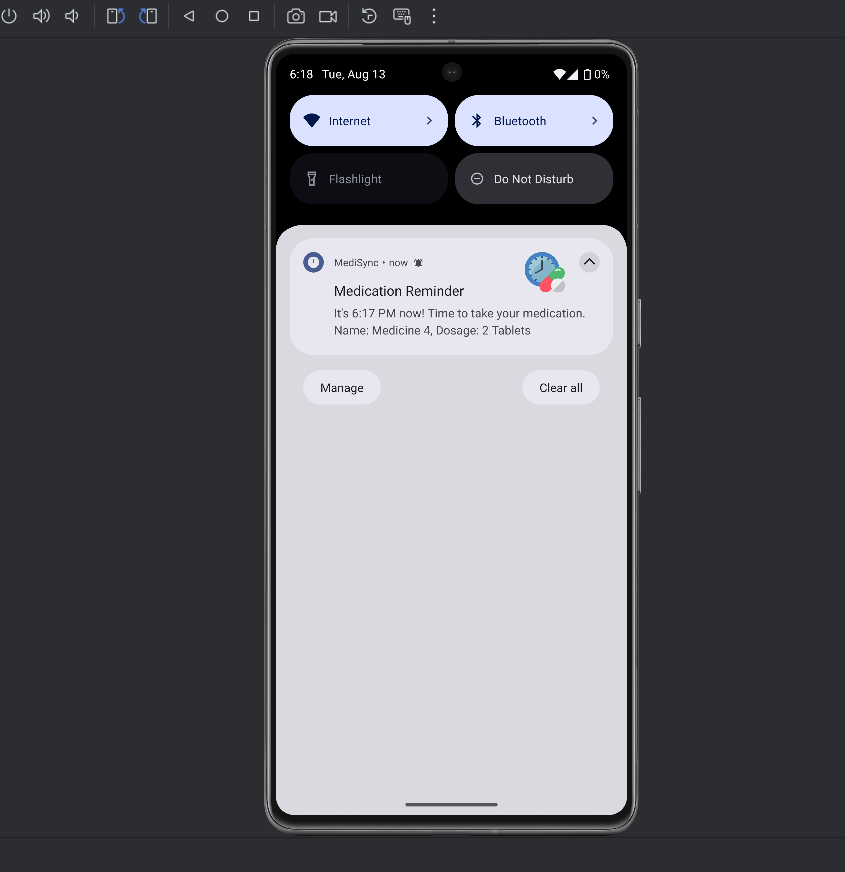 6:18 Tue, Aug 13 0%
Internet
Bluetooth
Flashlight
Do Not Disturb
MediSync • now
Medication Reminder
It's 6:17 PM now! Time to take your medication.
Name: Medicine 4, Dosage: 2 Tablets
Manage
Clear all